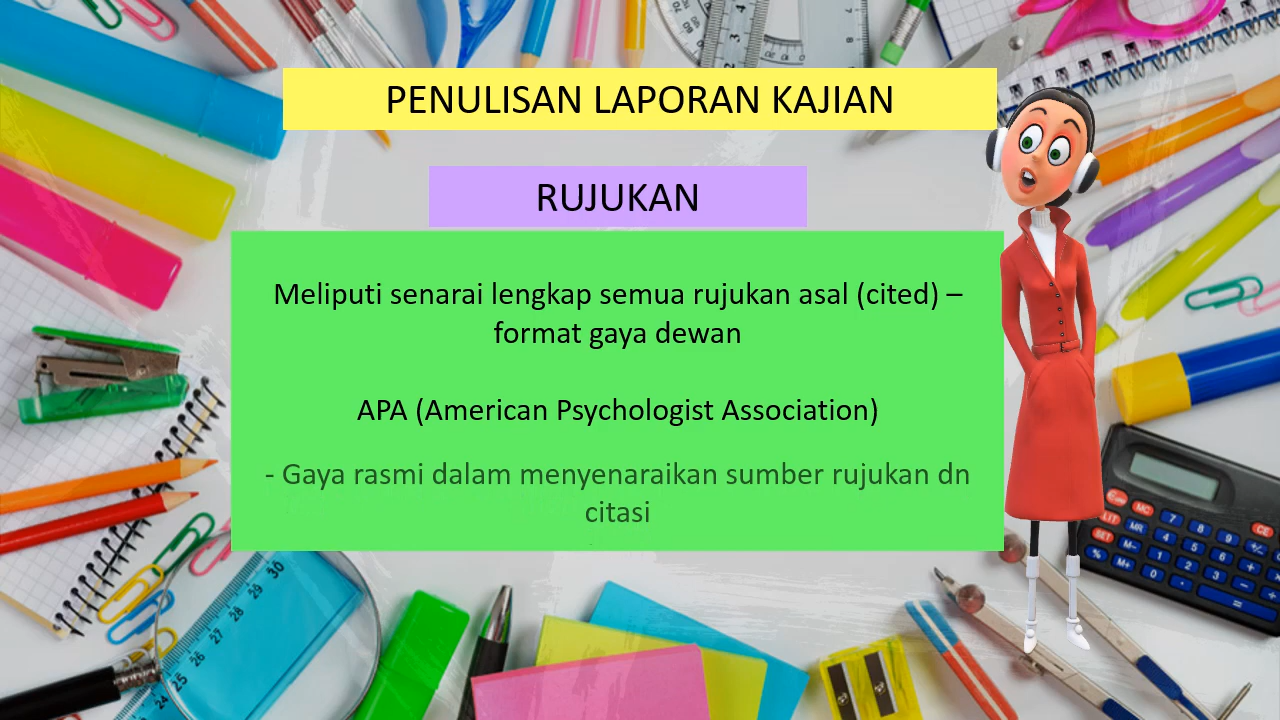 PENULISAN LAPORAN KAJIAN
RUJUKAN
Meliputi senarai lengkap semua rujukan asal (cited) –
format gaya dewan
APA (American Psychologist Association)
- Gaya rasmi dalam menyenaraikan sumber rujukan dn
citasi